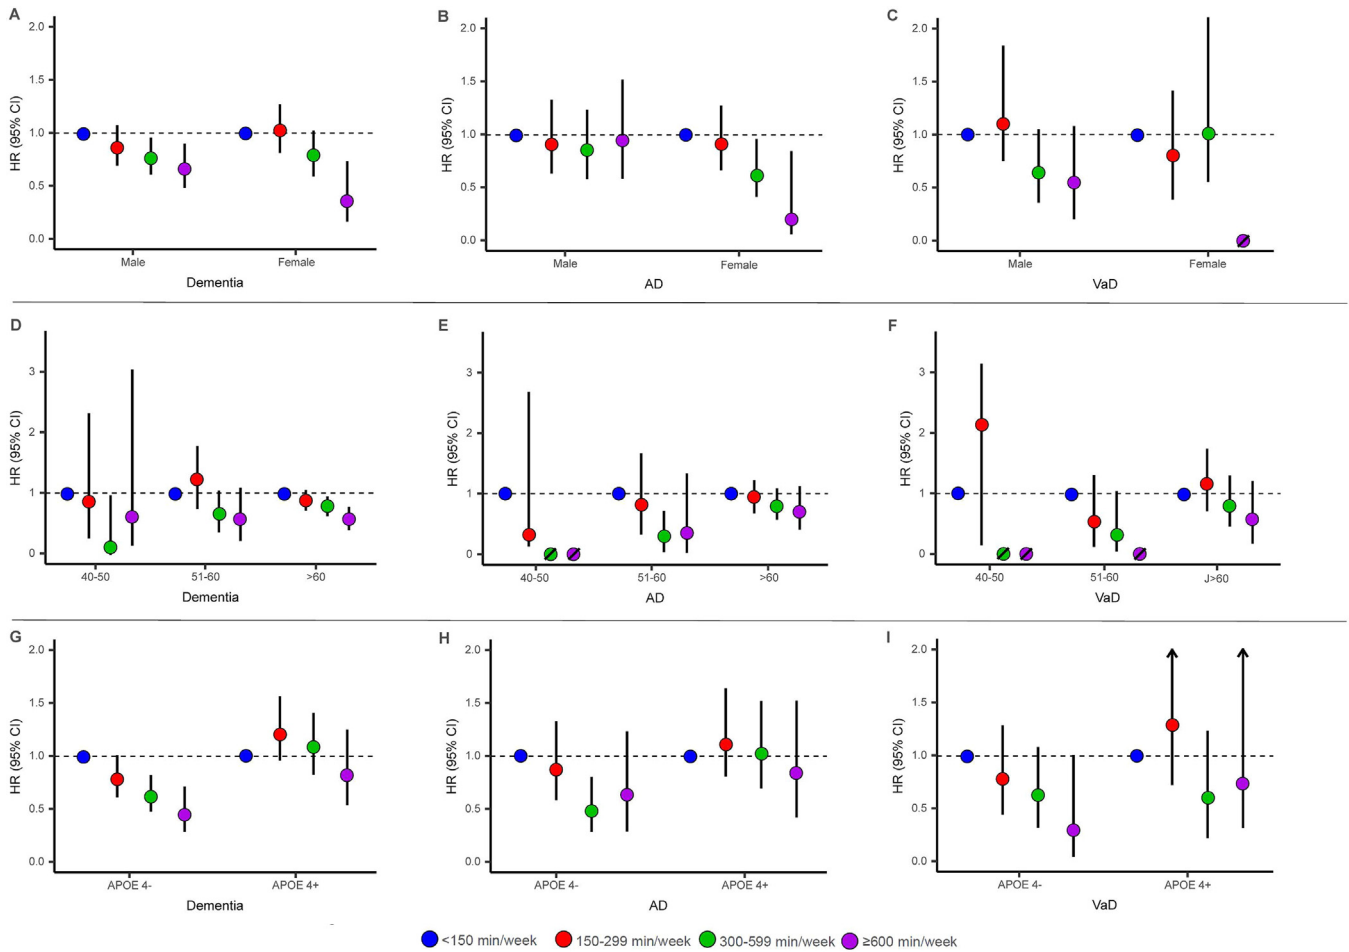 A
HR (95% CI)
2.0
1.5
1.0
0.5
0.0
Male
Female
Dementia
B
HR (95% CI)
2.0
1.5
1.0
0.5
0.0
Male
Female
AD
C
HR (95% CI)
2.0
1.5
1.0
0.5
0.0
Male
Female
VaD
D
HR (95% CI)
3
2
1
0
40-50
51-60
>60
Dementia
E
HR (95% CI)
3
2
1
0
40-50
51-60
>60
AD
F
HR (95% CI)
3
2
1
0
40-50
51-60
J>60
VaD
G
HR (95% CI)
2.0
1.5
1.0
0.5
0.0
APOE 4-
APOE 4+
Dementia
H
HR (95% CI)
2.0
1.5
1.0
0.5
0.0
APOE 4-
APOE 4+
AD
I
HR (95% CI)
2.0
1.5
1.0
0.5
0.0
APOE 4-
APOE 4+
VaD
<150 min/week 150-299 min/week 300-599 min/week ≥600 min/week